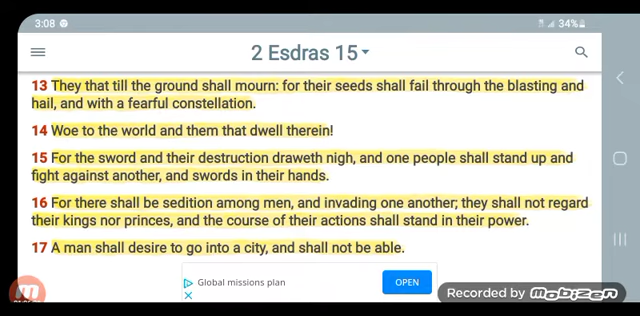 3:08 34%
2 Esdras 15
13 They that till the ground shall mourn: for their seeds shall fail through the blasting and
hail, and with a fearful constellation.
14 Woe to the world and them that dwell therein!
15 For the sword and their destruction draweth nigh, and one people shall stand up and
fight against another, and swords in their hands.
16 For there shall be sedition among men, and invading one another; they shall not regard
their kings nor princes, and the course of their actions shall stand in their power.
17 A man shall desire to go into a city, and shall not be able.
Global missions plan
OPEN
Recorded by Mobizen